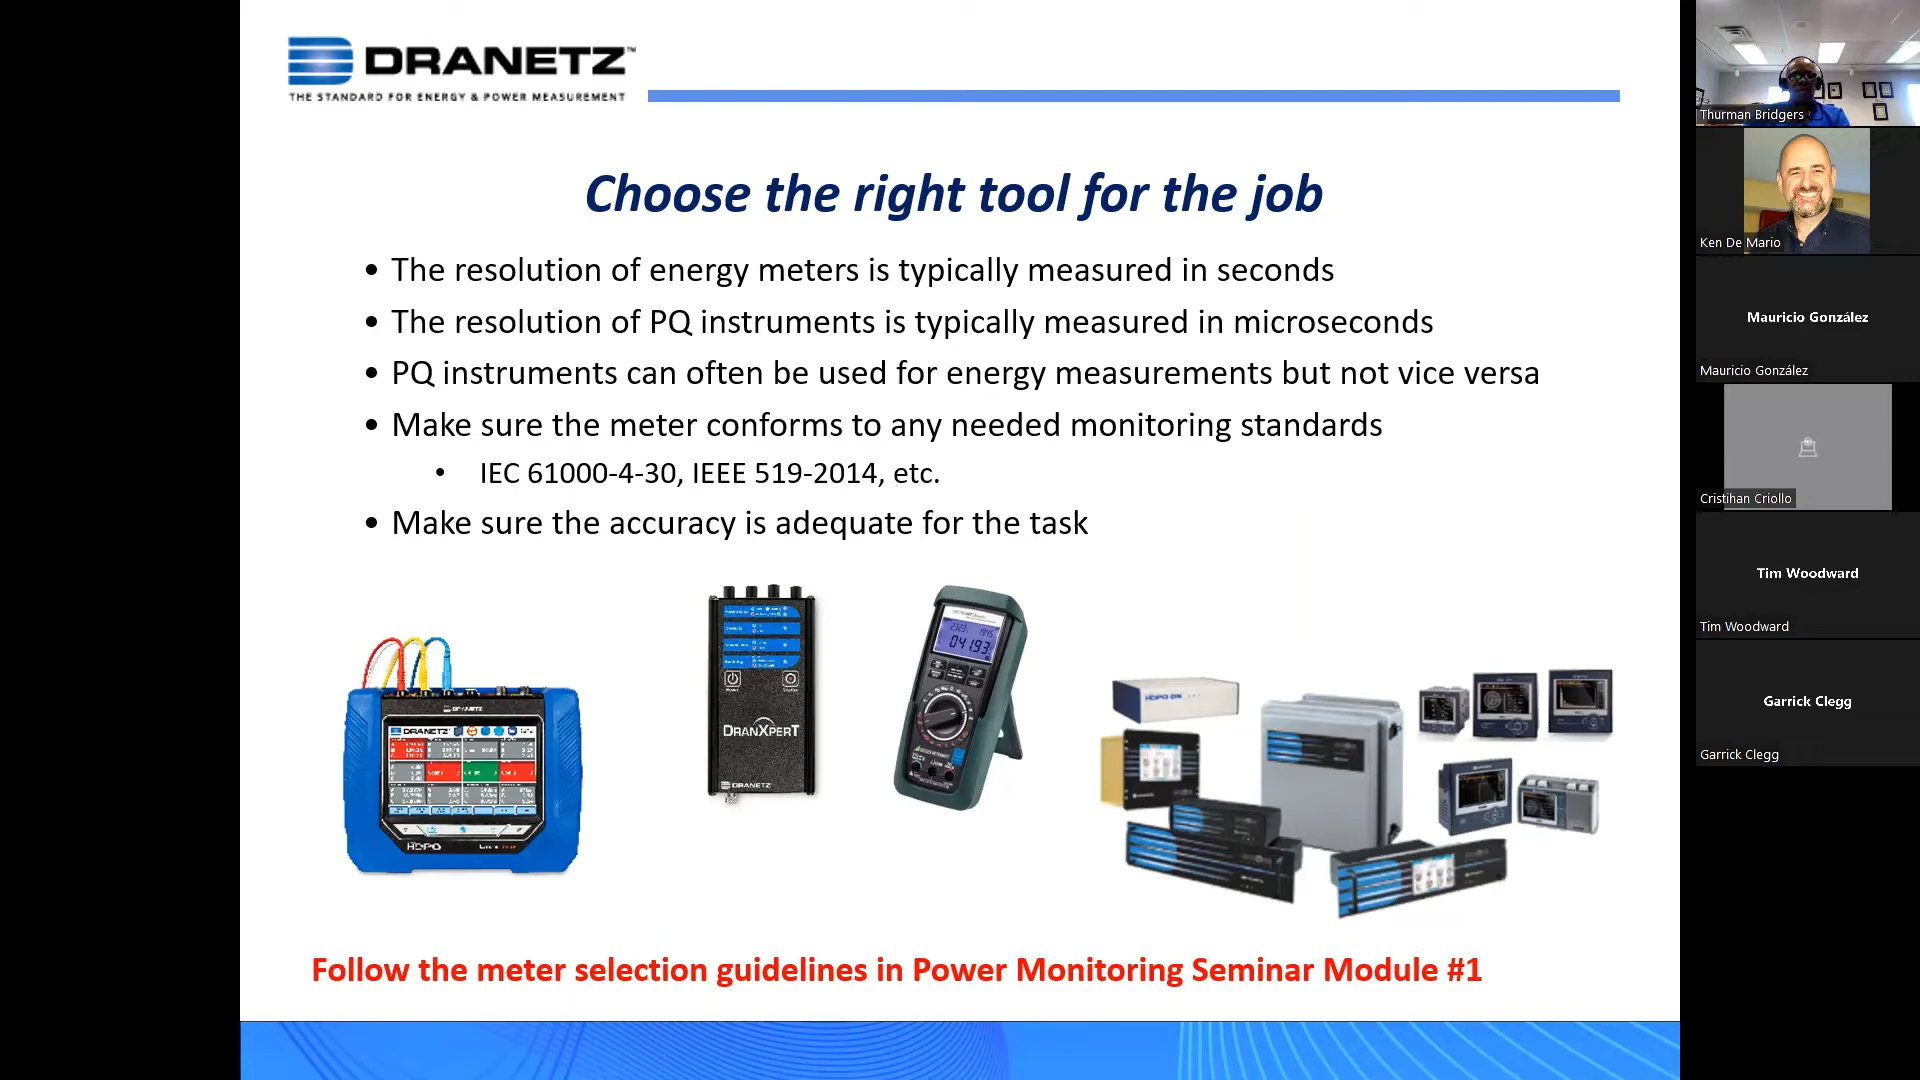 DRANETZ™
THE STANDARD FOR ENERGY & POWER MEASUREMENT
Choose the right tool for the job
• The resolution of energy meters is typically measured in seconds
• The resolution of PQ instruments is typically measured in microseconds
• PQ instruments can often be used for energy measurements but not vice versa
• Make sure the meter conforms to any needed monitoring standards
• IEC 61000-4-30, IEEE 519-2014, etc.
• Make sure the accuracy is adequate for the task
DRANETZ
DRANETZ
HDPQ
DRANXPERT
DRANETZ
04.193
HDPQ DN
Follow the meter selection guidelines in Power Monitoring Seminar Module #1
Thurman Bridgers
Ken De Mario
Mauricio González
Mauricio González
Cristihan Criollo
Tim Woodward
Tim Woodward
Garrick Clegg
Garrick Clegg